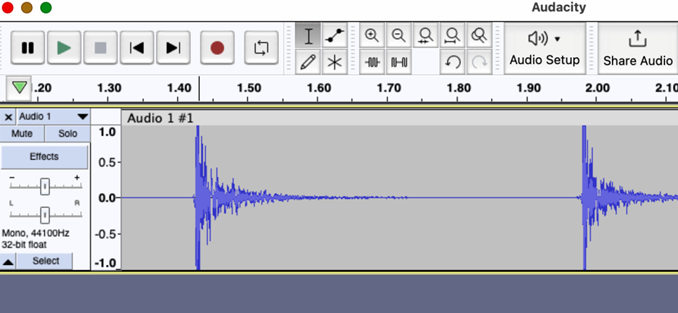 Audacity
Audio Setup
Share Audio
1.20 1.30 1.40 1.50 1.60 1.70 1.80 1.90 2.00 2.10
Audio 1
Audio 1 #1
Mute Solo
Effects
- +
L R
Mono, 44100Hz
32-bit float
Select
1.0
0.5
0.0
-0.5
-1.0